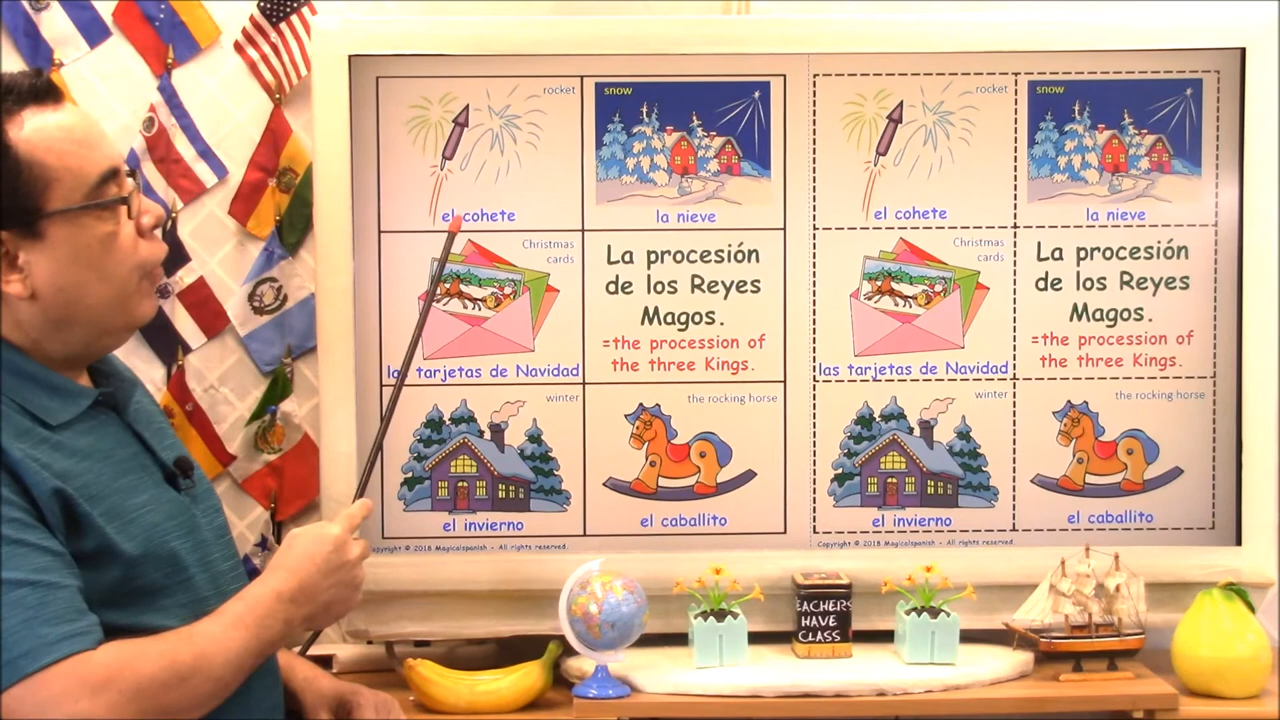 rocket
el cohete
snow
la nieve
Christmas
cards
las tarjetas de Navidad
La procesión
de los Reyes
Magos.
=the procession of
the three Kings.
winter
el invierno
the rocking horse
el caballito
opyright © 2018 Magicalspanish - All rights reserved.
rocket
el cohete
snow
la nieve
Christmas
cards
las tarjetas de Navidad
La procesión
de los Reyes
Magos.
=the procession of
the three Kings.
winter
el invierno
the rocking horse
el caballito
Copyright © 2018 Magicalspanish - All rights reserved.
EACHERS
HAVE
CLASS